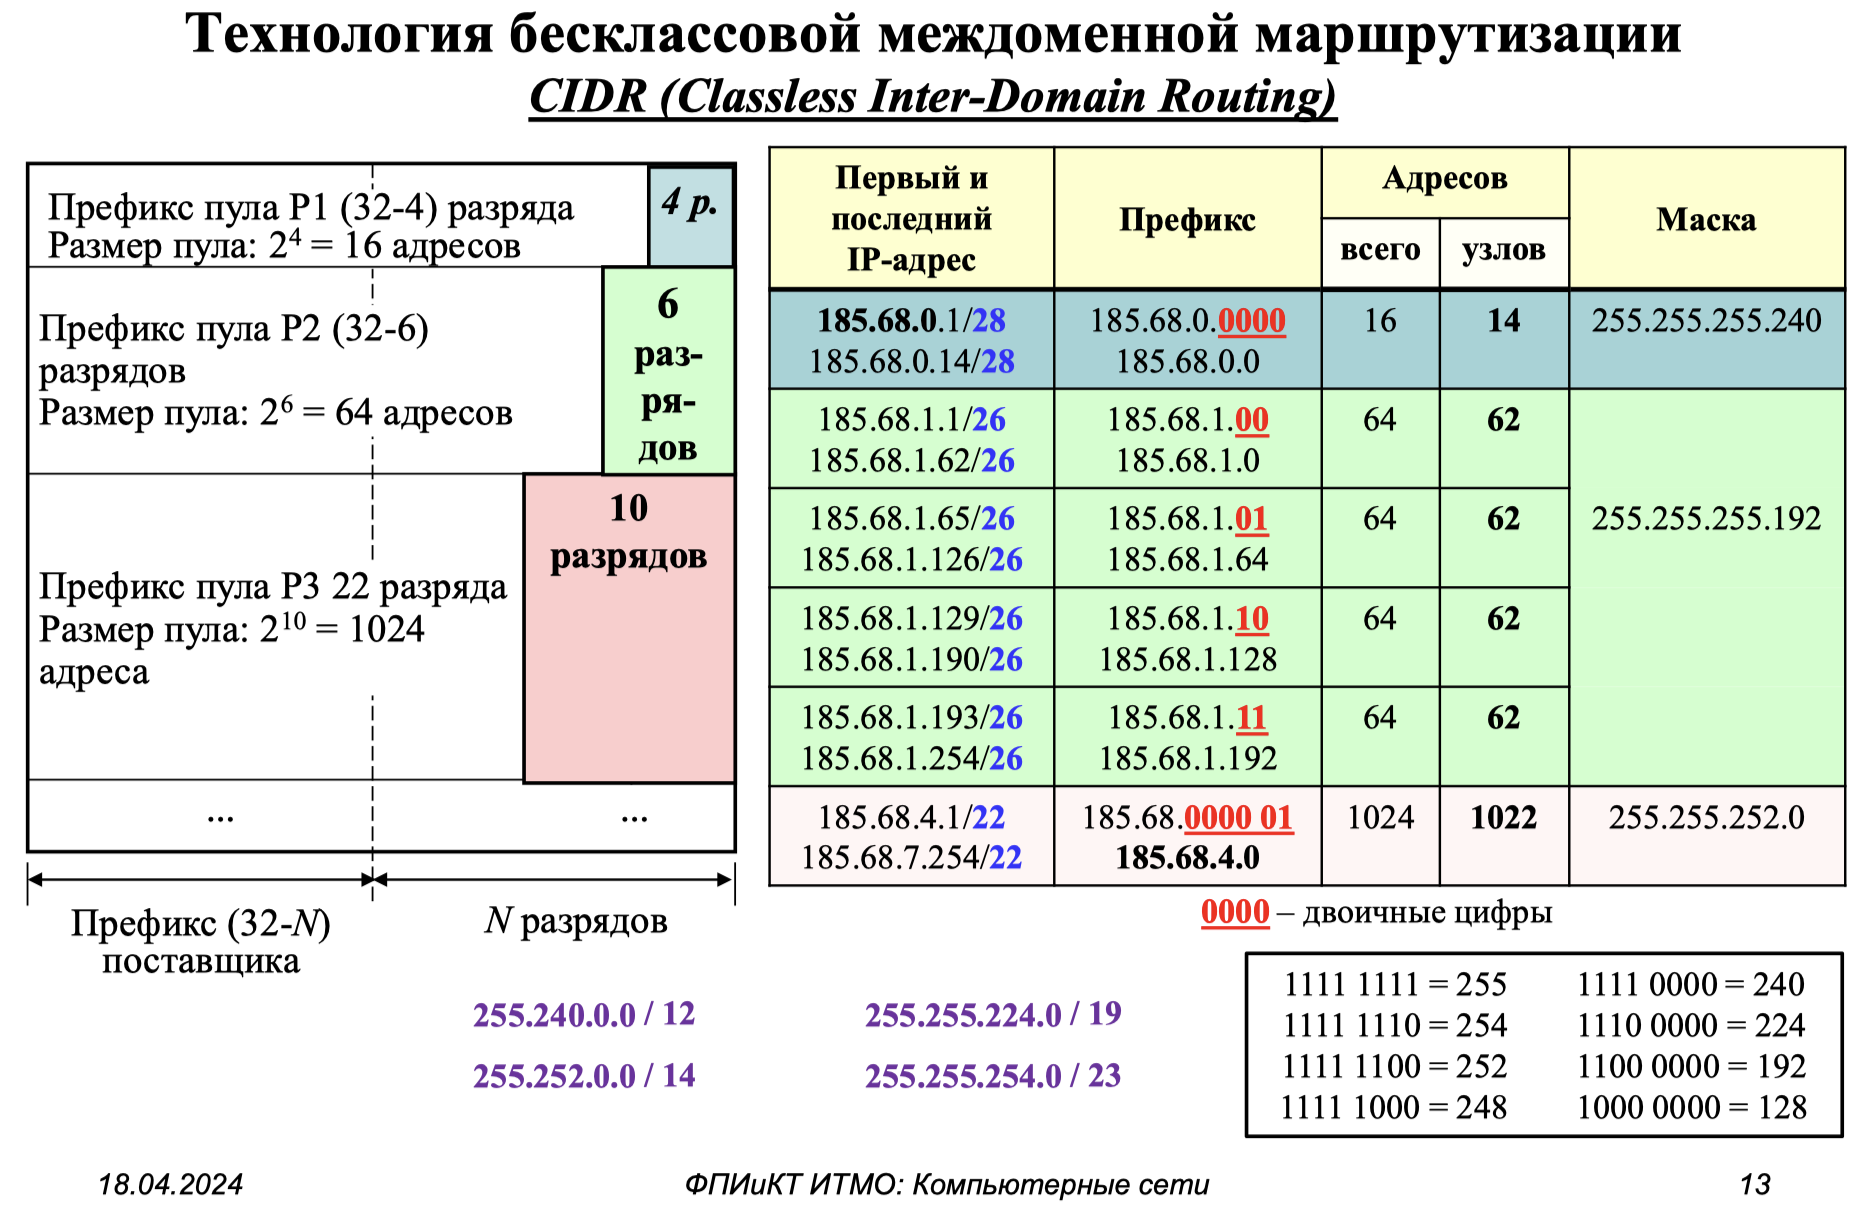 Технология бесклассовой междоменной маршрутизации
CIDR (Classless Inter-Domain Routing)
Префикс пула P1 (32-4) разряда
Размер пула: 2⁴ = 16 адресов
4 р.
Префикс пула P2 (32-6)
разрядов
Размер пула: 2⁶ = 64 адресов
6
раз-
ря-
дов
Префикс пула P3 22 разряда
Размер пула: 2¹⁰ = 1024
адреса
10
разрядов
... ...
Префикс (32-N)
поставщика
N разрядов
Первый и
последний
IP-адрес
Префикс
Адресов
всего узлов
Маска
185.68.0.1/28 185.68.0.0000 16 14 255.255.255.240
185.68.0.14/28 185.68.0.0
185.68.1.1/26 185.68.1.00 64 62
185.68.1.62/26 185.68.1.0
185.68.1.65/26 185.68.1.01 64 62 255.255.255.192
185.68.1.126/26 185.68.1.64
185.68.1.129/26 185.68.1.10 64 62
185.68.1.190/26 185.68.1.128
185.68.1.193/26 185.68.1.11 64 62
185.68.1.254/26 185.68.1.192
185.68.4.1/22 185.68.0000 01 1024 1022 255.255.252.0
185.68.7.254/22 185.68.4.0
0000 – двоичные цифры
255.240.0.0 / 12 255.255.224.0 / 19
255.252.0.0 / 14 255.255.254.0 / 23
1111 1111 = 255 1111 0000 = 240
1111 1110 = 254 1110 0000 = 224
1111 1100 = 252 1100 0000 = 192
1111 1000 = 248 1000 0000 = 128
18.04.2024 ФПИиКТ ИТМО: Компьютерные сети 13